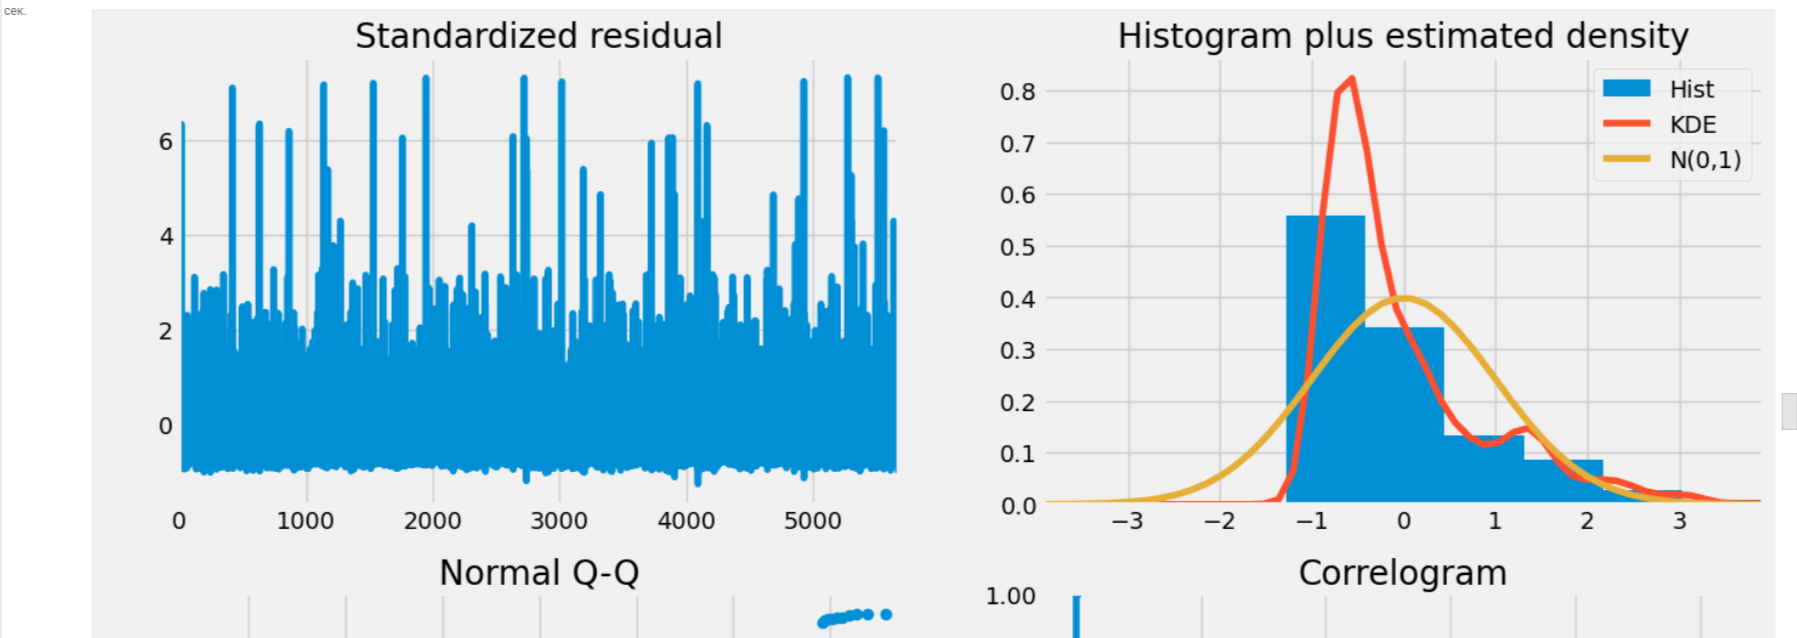 сек.
Standardized residual
6
4
2
0
0 1000 2000 3000 4000 5000
Histogram plus estimated density
Hist
KDE
N(0,1)
0.8
0.7
0.6
0.5
0.4
0.3
0.2
0.1
0.0
−3 −2 −1 0 1 2 3
Normal Q-Q
Correlogram
1.00